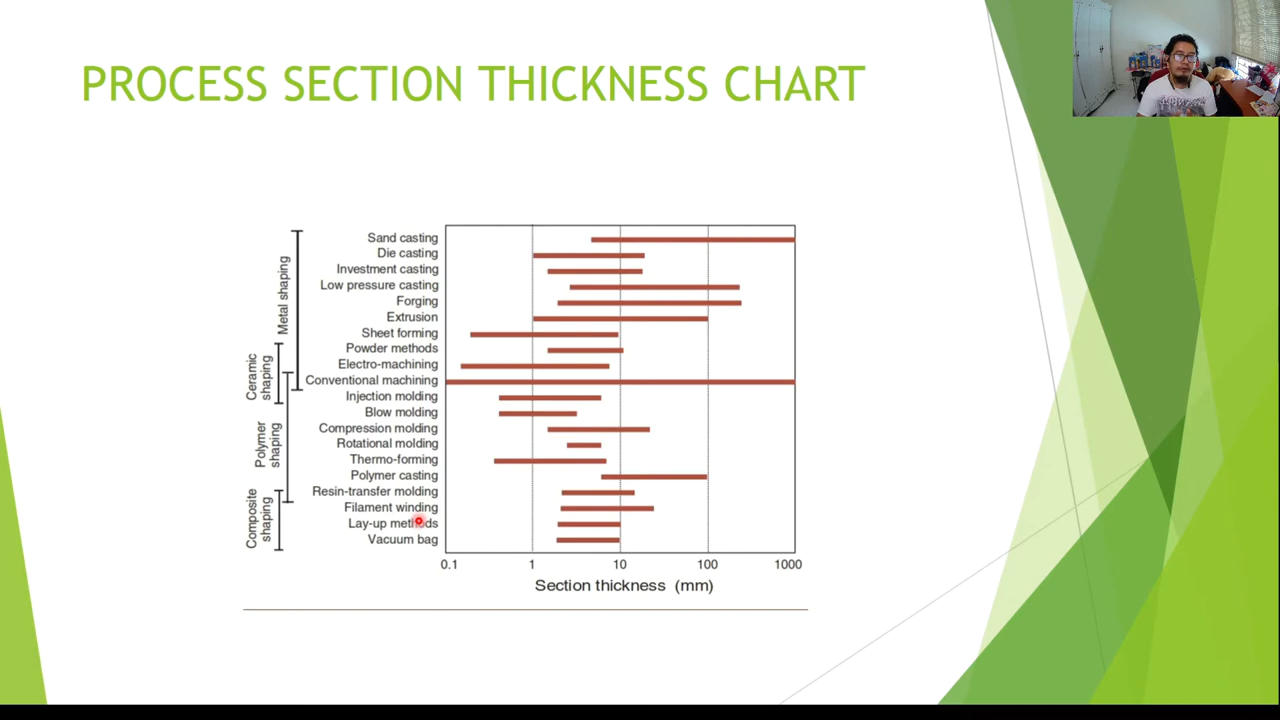 PROCESS SECTION THICKNESS CHART
Metal shaping
Ceramic
shaping
Polymer
shaping
Composite
shaping
Sand casting
Die casting
Investment casting
Low pressure casting
Forging
Extrusion
Sheet forming
Powder methods
Electro-machining
Conventional machining
Injection molding
Blow molding
Compression molding
Rotational molding
Thermo-forming
Polymer casting
Resin-transfer molding
Filament winding
Lay-up methods
Vacuum bag
0.1 1 10 100 1000
Section thickness (mm)